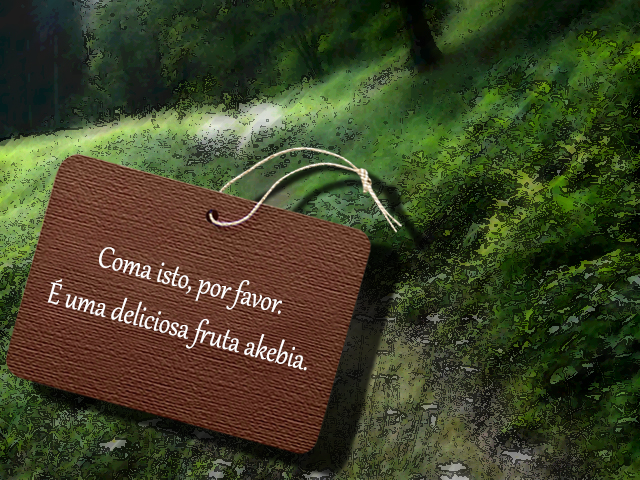 Coma isto, por favor.
É uma deliciosa fruta akebia.